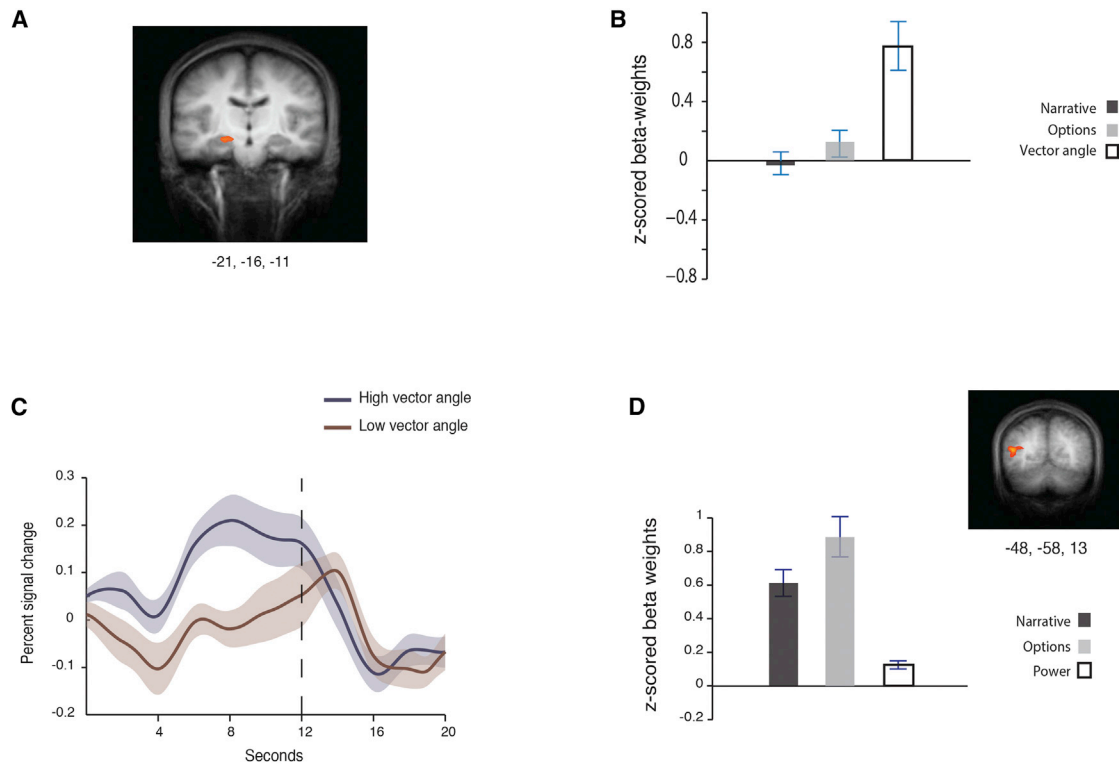 A
-21, -16, -11
B
z-scored beta-weights
0.8
0.4
0
−0.4
−0.8
Narrative
Options
Vector angle
C
High vector angle
Low vector angle
Percent signal change
0.3
0.2
0.1
0
-0.1
-0.2
4
8
12
16
20
Seconds
D
-48, -58, 13
z-scored beta weights
1
0.8
0.6
0.4
0.2
0
-0.2
Narrative
Options
Power